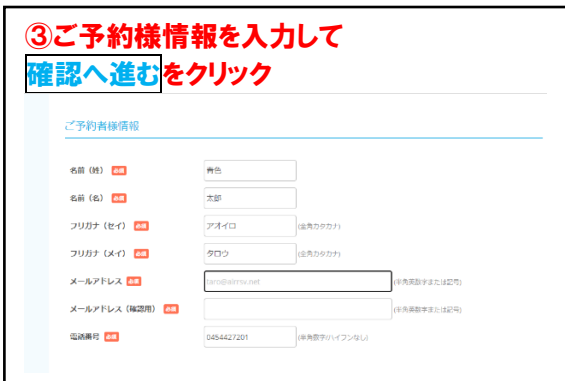 ③ご予約様情報を入力して
確認へ進むをクリック
ご予約者様情報
名前（姓） 必須 青色
名前（名） 必須 太郎
フリガナ（セイ） 必須 アオイロ (全角カタカナ)
フリガナ（メイ） 必須 タロウ (全角カタカナ)
メールアドレス 必須 taro@airrsv.net (半角英数字または記号)
メールアドレス（確認用） 必須 (半角英数字または記号)
電話番号 必須 0454427201 (半角数字/ハイフンなし)